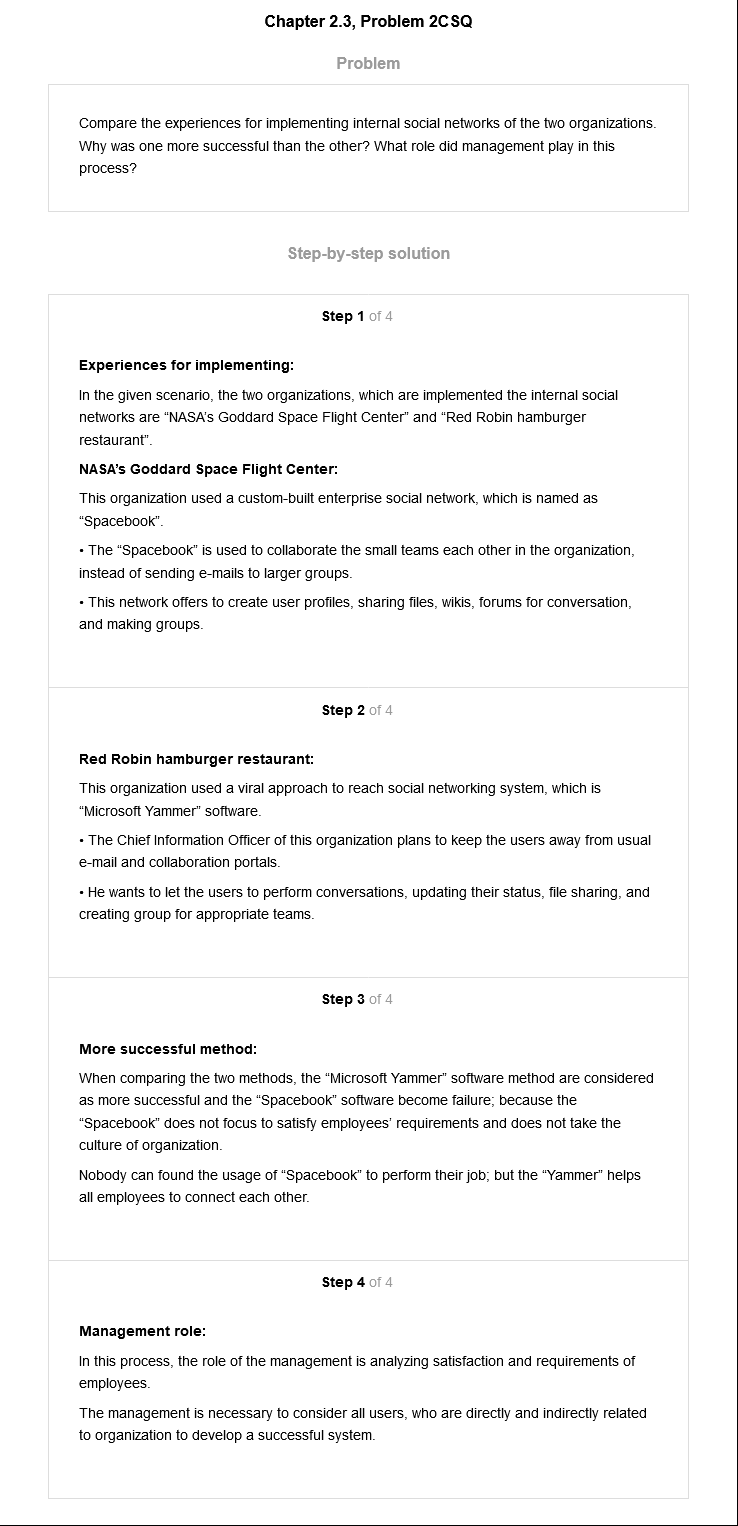 Chapter 2.3, Problem 2CSQ
Problem
Compare the experiences for implementing internal social networks of the two organizations.
Why was one more successful than the other? What role did management play in this
process?
Step-by-step solution
Step 1 of 4
Experiences for implementing:
In the given scenario, the two organizations, which are implemented the internal social
networks are “NASA’s Goddard Space Flight Center” and “Red Robin hamburger
restaurant”.
NASA’s Goddard Space Flight Center:
This organization used a custom-built enterprise social network, which is named as
“Spacebook”.
• The “Spacebook” is used to collaborate the small teams each other in the organization,
instead of sending e-mails to larger groups.
• This network offers to create user profiles, sharing files, wikis, forums for conversation,
and making groups.
Step 2 of 4
Red Robin hamburger restaurant:
This organization used a viral approach to reach social networking system, which is
“Microsoft Yammer” software.
• The Chief Information Officer of this organization plans to keep the users away from usual
e-mail and collaboration portals.
• He wants to let the users to perform conversations, updating their status, file sharing, and
creating group for appropriate teams.
Step 3 of 4
More successful method:
When comparing the two methods, the “Microsoft Yammer” software method are considered
as more successful and the “Spacebook” software become failure; because the
“Spacebook” does not focus to satisfy employees’ requirements and does not take the
culture of organization.
Nobody can found the usage of “Spacebook” to perform their job; but the “Yammer” helps
all employees to connect each other.
Step 4 of 4
Management role:
In this process, the role of the management is analyzing satisfaction and requirements of
employees.
The management is necessary to consider all users, who are directly and indirectly related
to organization to develop a successful system.